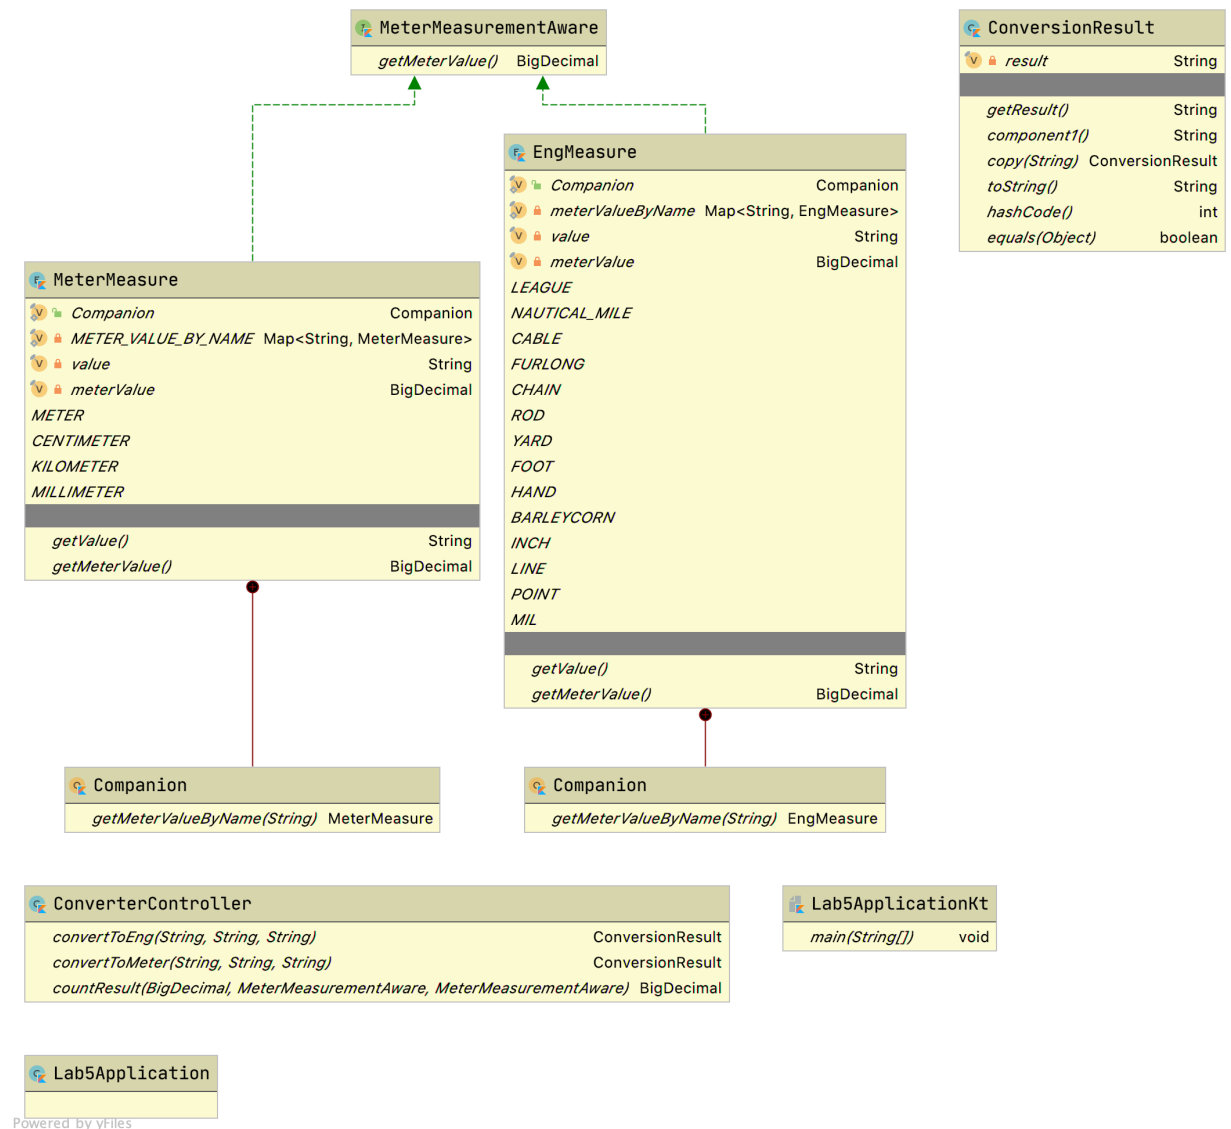 MeterMeasurementAware
getMeterValue() BigDecimal
ConversionResult
result String
getResult() String
component1() String
copy(String) ConversionResult
toString() String
hashCode() int
equals(Object) boolean
EngMeasure
Companion Companion
meterValueByName Map<String, EngMeasure>
value String
meterValue BigDecimal
LEAGUE
NAUTICAL_MILE
CABLE
FURLONG
CHAIN
ROD
YARD
FOOT
HAND
BARLEYCORN
INCH
LINE
POINT
MIL
getValue() String
getMeterValue() BigDecimal
MeterMeasure
Companion Companion
METER_VALUE_BY_NAME Map<String, MeterMeasure>
value String
meterValue BigDecimal
METER
CENTIMETER
KILOMETER
MILLIMETER
getValue() String
getMeterValue() BigDecimal
Companion
getMeterValueByName(String) MeterMeasure
Companion
getMeterValueByName(String) EngMeasure
ConverterController
convertToEng(String, String, String) ConversionResult
convertToMeter(String, String, String) ConversionResult
countResult(BigDecimal, MeterMeasurementAware, MeterMeasurementAware) BigDecimal
Lab5ApplicationKt
main(String[]) void
Lab5Application
Powered by yFiles